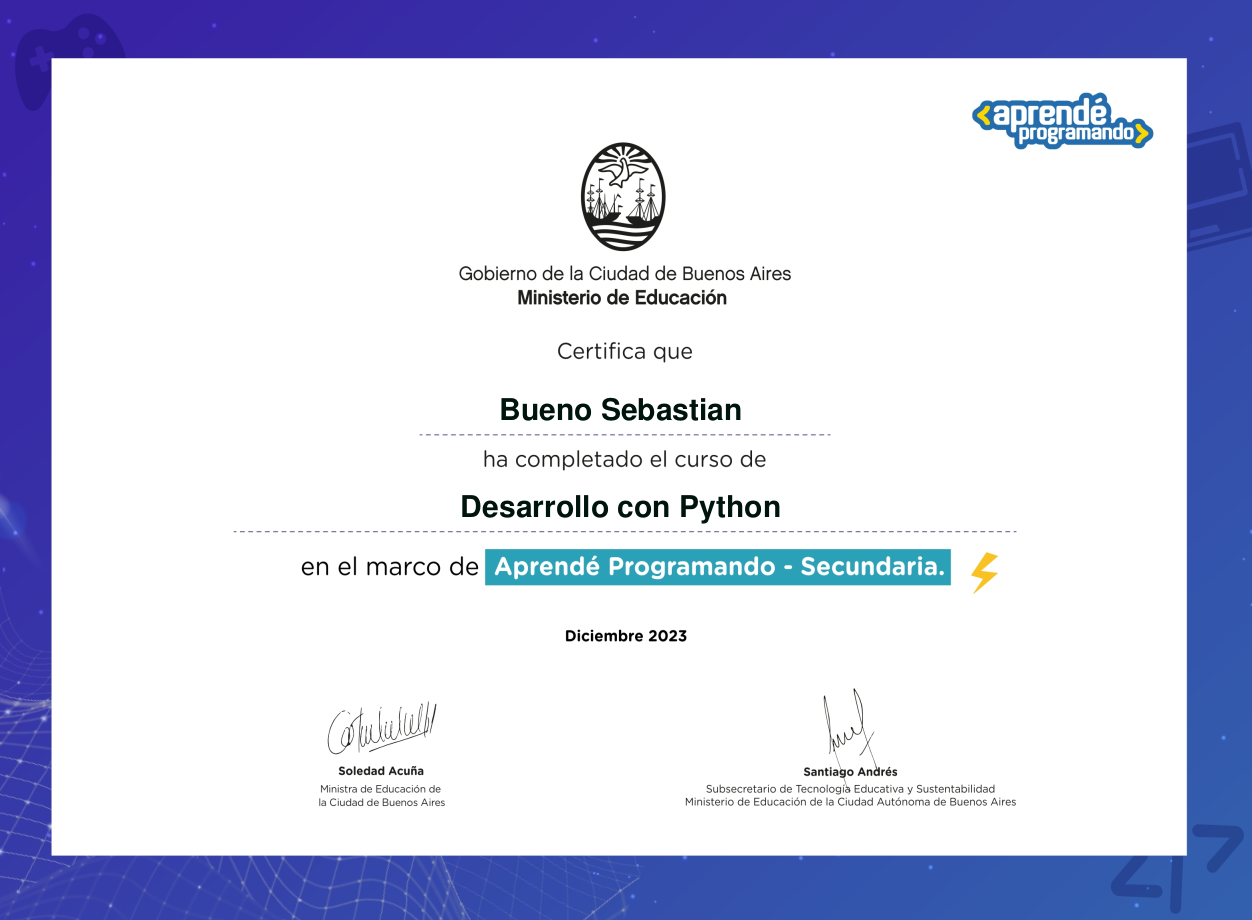 <aprendé
programando>
Gobierno de la Ciudad de Buenos Aires
Ministerio de Educación
Certifica que
Bueno Sebastian
ha completado el curso de
Desarrollo con Python
en el marco de Aprendé Programando - Secundaria.
Diciembre 2023
Soledad Acuña
Ministra de Educación de
la Ciudad de Buenos Aires
Santiago Andrés
Subsecretario de Tecnología Educativa y Sustentabilidad
Ministerio de Educación de la Ciudad Autónoma de Buenos Aires